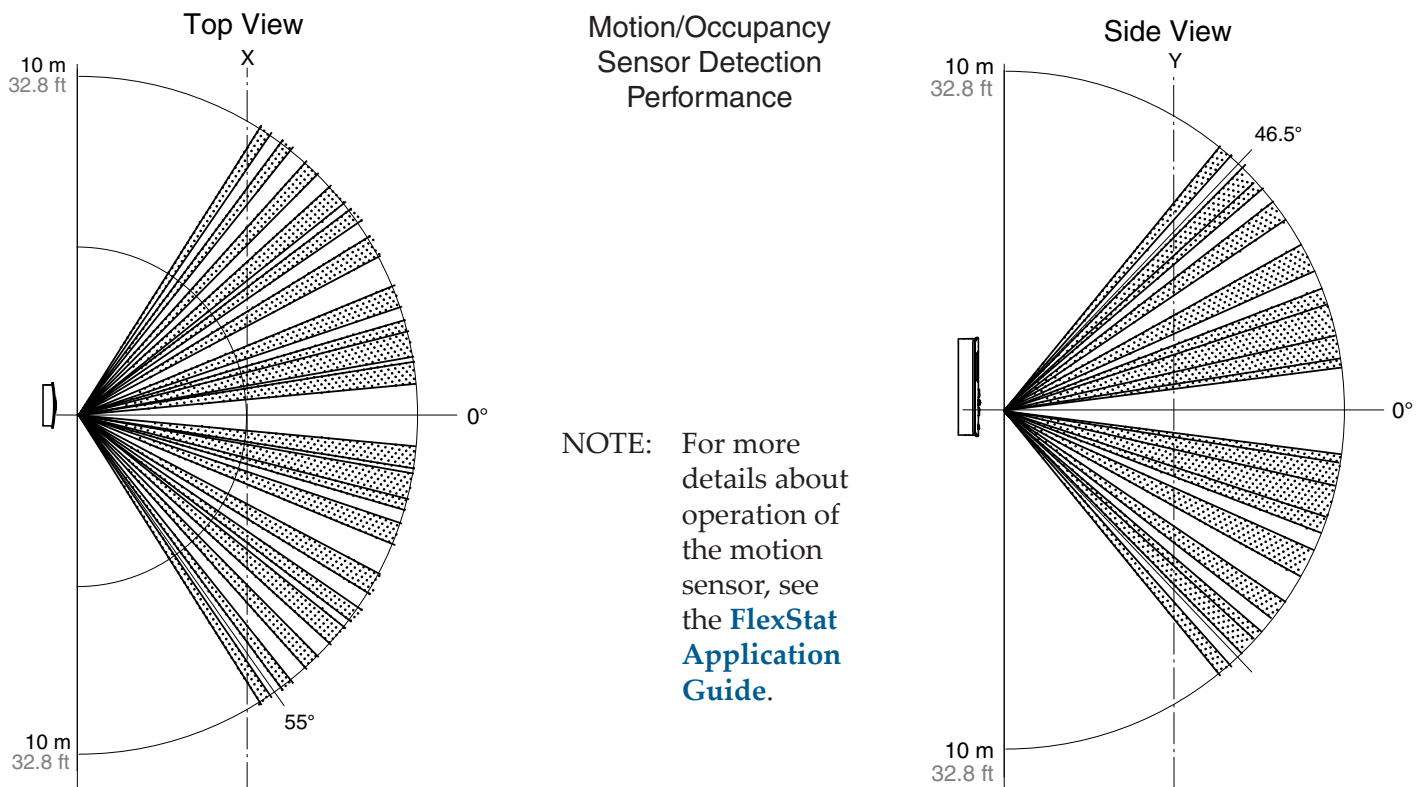 Top View
X
10 m
32.8 ft
0°
55°
10 m
32.8 ft
Motion/Occupancy
Sensor Detection
Performance
NOTE: For more
details about
operation of
the motion
sensor, see
the FlexStat
Application
Guide.
Side View
Y
10 m
32.8 ft
46.5°
0°
10 m
32.8 ft